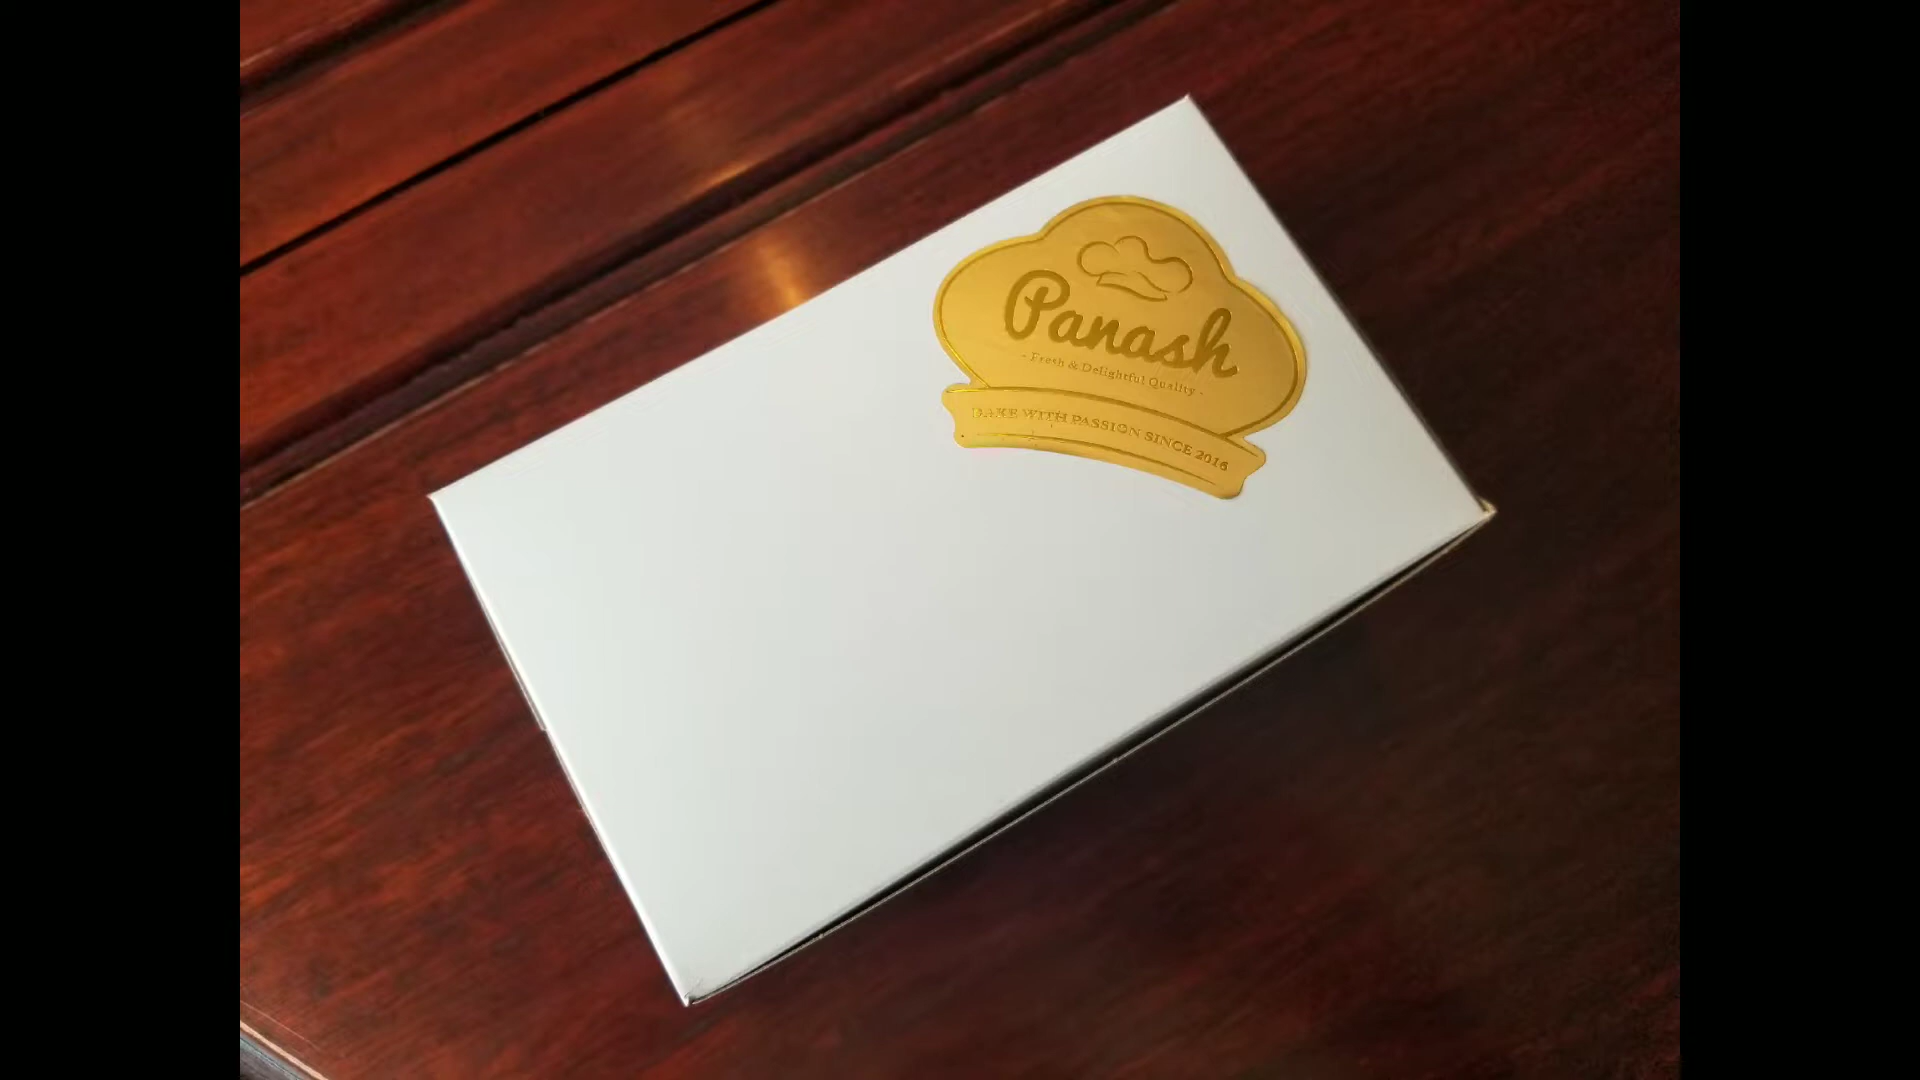 Panash
- Fresh & Delightful Quality -
BAKE WITH PASSION SINCE 2016